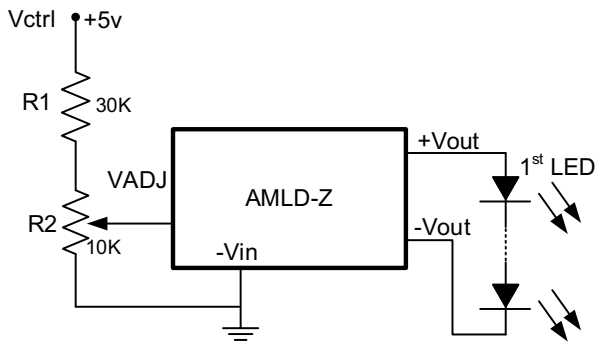 Vctrl +5v
R1 30K
VADJ
R2 10K
AMLD-Z
-Vin
+Vout
1st LED
-Vout